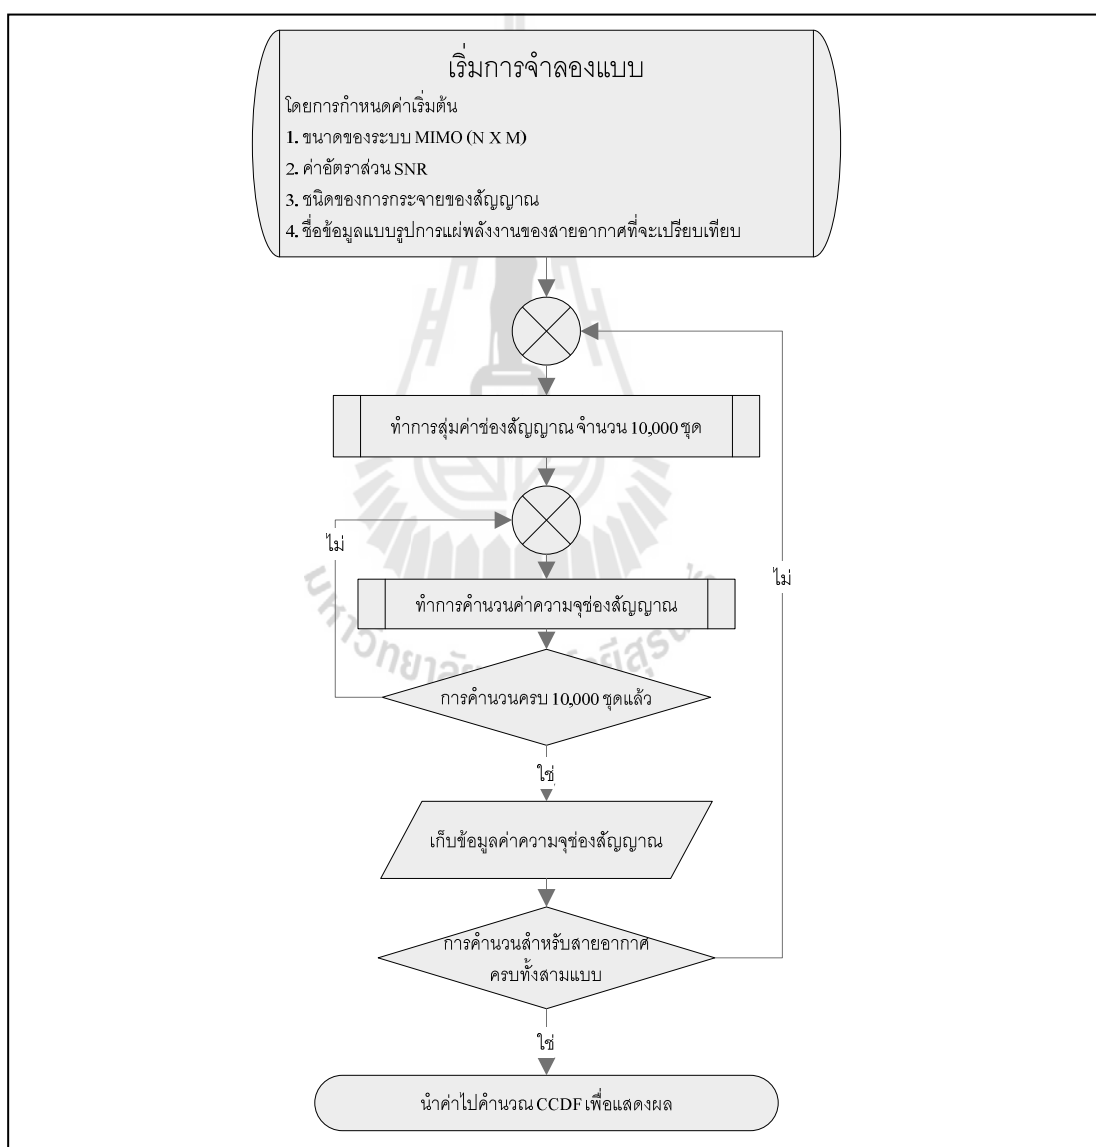 เริ่มการจำลองแบบ
โดยการกำหนดค่าเริ่มต้น
1. ขนาดของระบบ MIMO (N X M)
2. ค่าอัตราส่วน SNR
3. ชนิดของการกระจายของสัญญาณ
4. ชื่อข้อมูลแบบรูปการแผ่พลังงานของสายอากาศที่จะเปรียบเทียบ
ทำการสุ่มค่าช่องสัญญาณ จำนวน 10,000 ชุด
ไม่
ไม่
ทำการคำนวนค่าความจุช่องสัญญาณ
การคำนวนครบ 10,000 ชุดแล้ว
ใช่
เก็บข้อมูลค่าความจุช่องสัญญาณ
การคำนวนสำหรับสายอากาศ
ครบทั้งสามแบบ
ใช่
นำค่าไปคำนวณ CCDF เพื่อแสดงผล